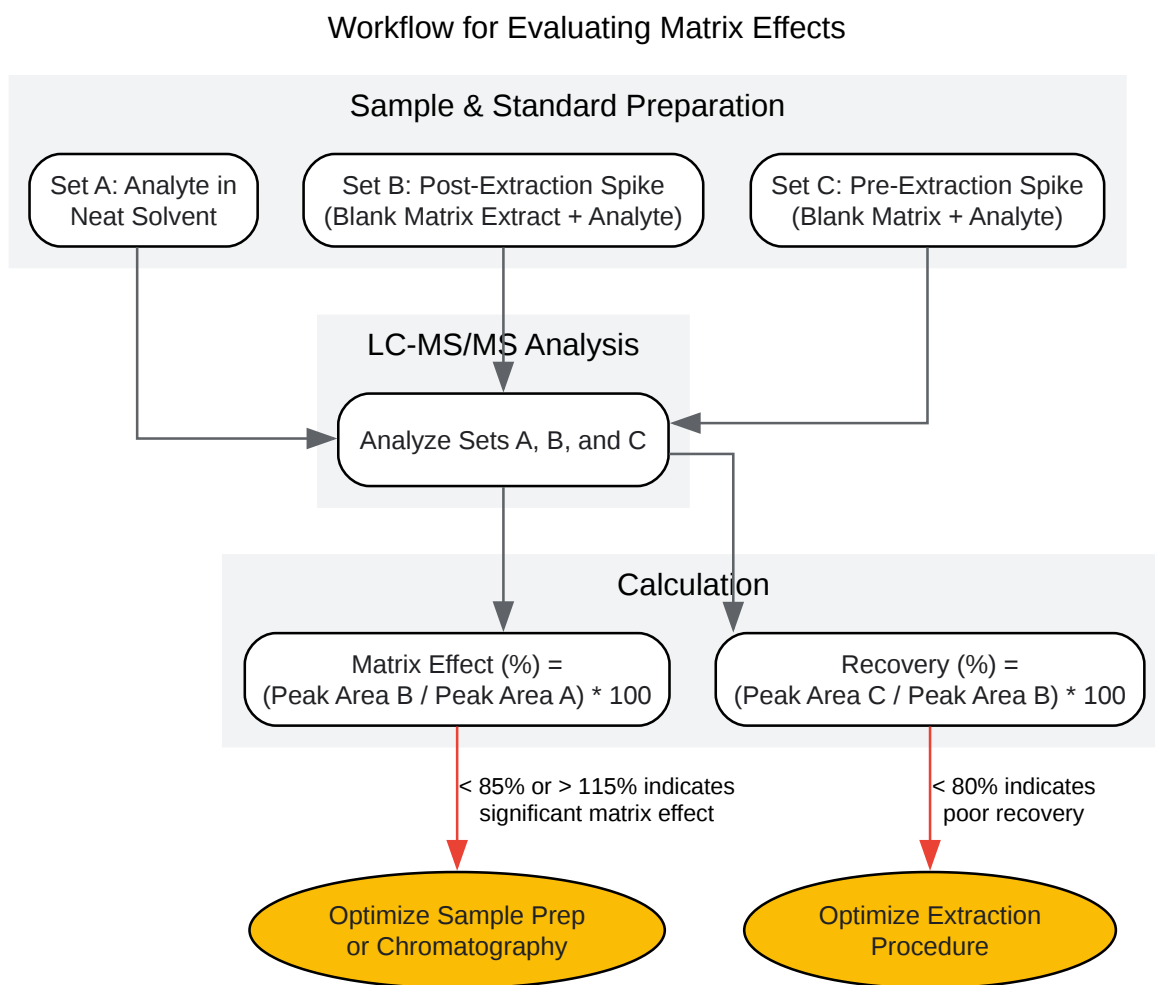 Workflow for Evaluating Matrix Effects
Sample & Standard Preparation
Set A: Analyte in
Neat Solvent
Set B: Post-Extraction Spike
(Blank Matrix Extract + Analyte)
Set C: Pre-Extraction Spike
(Blank Matrix + Analyte)
LC-MS/MS Analysis
Analyze Sets A, B, and C
Calculation
Matrix Effect (%) =
(Peak Area B / Peak Area A) * 100
Recovery (%) =
(Peak Area C / Peak Area B) * 100
< 85% or > 115% indicates
significant matrix effect
< 80% indicates
poor recovery
Optimize Sample Prep
or Chromatography
Optimize Extraction
Procedure